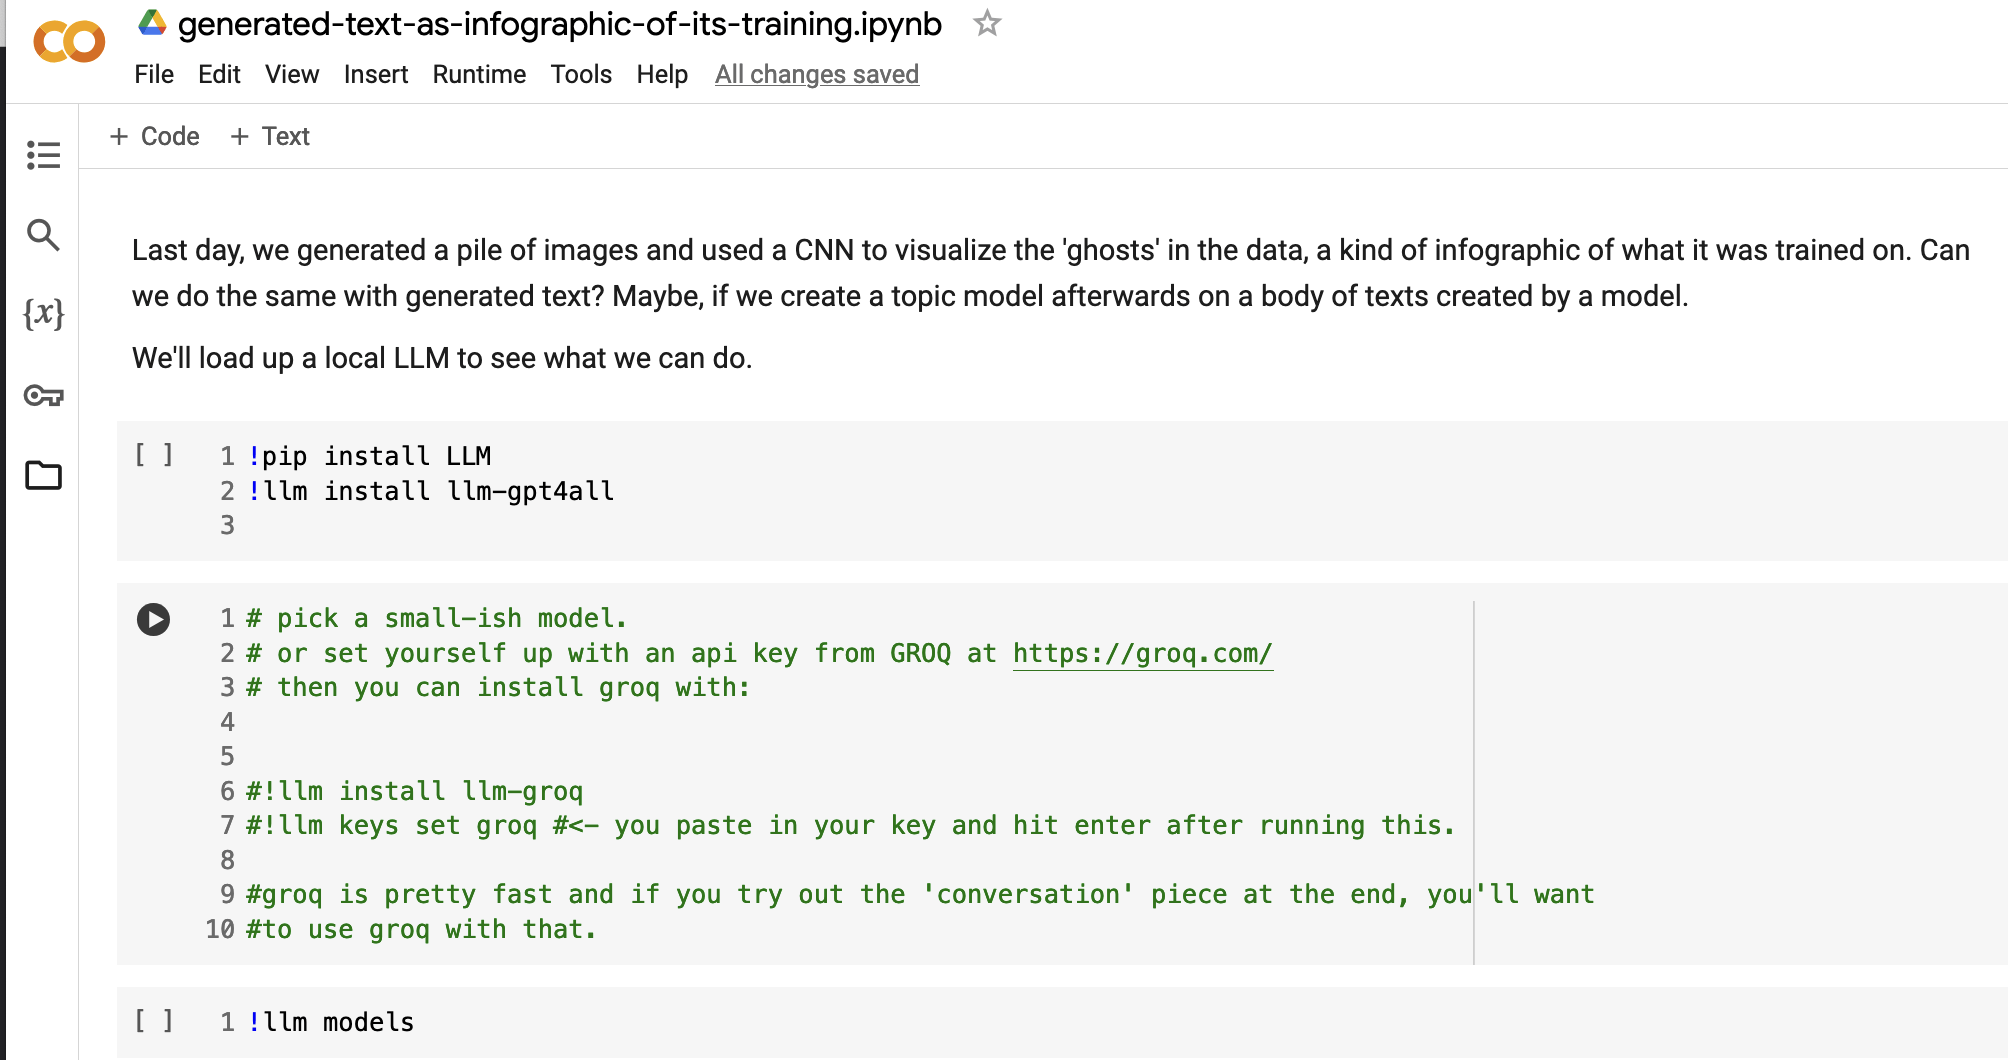 generated-text-as-infographic-of-its-training.ipynb
File Edit View Insert Runtime Tools Help All changes saved
+ Code + Text
{x}
Last day, we generated a pile of images and used a CNN to visualize the 'ghosts' in the data, a kind of infographic of what it was trained on. Can
we do the same with generated text? Maybe, if we create a topic model afterwards on a body of texts created by a model.
We'll load up a local LLM to see what we can do.
[ ] 1 !pip install LLM
2 !llm install llm-gpt4all
3
1 # pick a small-ish model.
2 # or set yourself up with an api key from GROQ at https://groq.com/
3 # then you can install groq with:
4
5
6 #!llm install llm-groq
7 #!llm keys set groq #<- you paste in your key and hit enter after running this.
8
9 #groq is pretty fast and if you try out the 'conversation' piece at the end, you'll want
10 #to use groq with that.
[ ] 1 !llm models